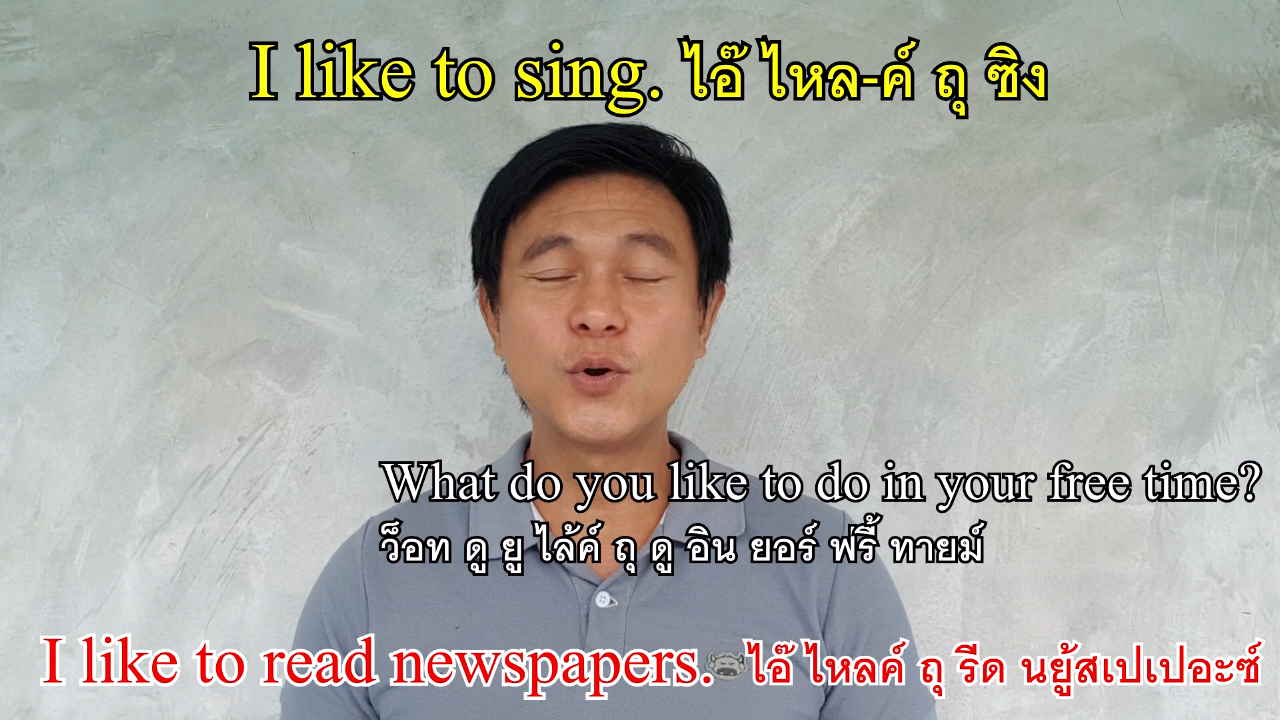 I like to sing. ไอ๊ ไหล-ค์ ถุ ซิง
What do you like to do in your free time?
ว็อท ดู ยู ไล้ค์ ถุ ดู อิน ยอร์ ฟรี้ ทายม์
I like to read newspapers. ไอ๊ ไหลค์ ถุ รีด นยู้สเปเปอะซ์